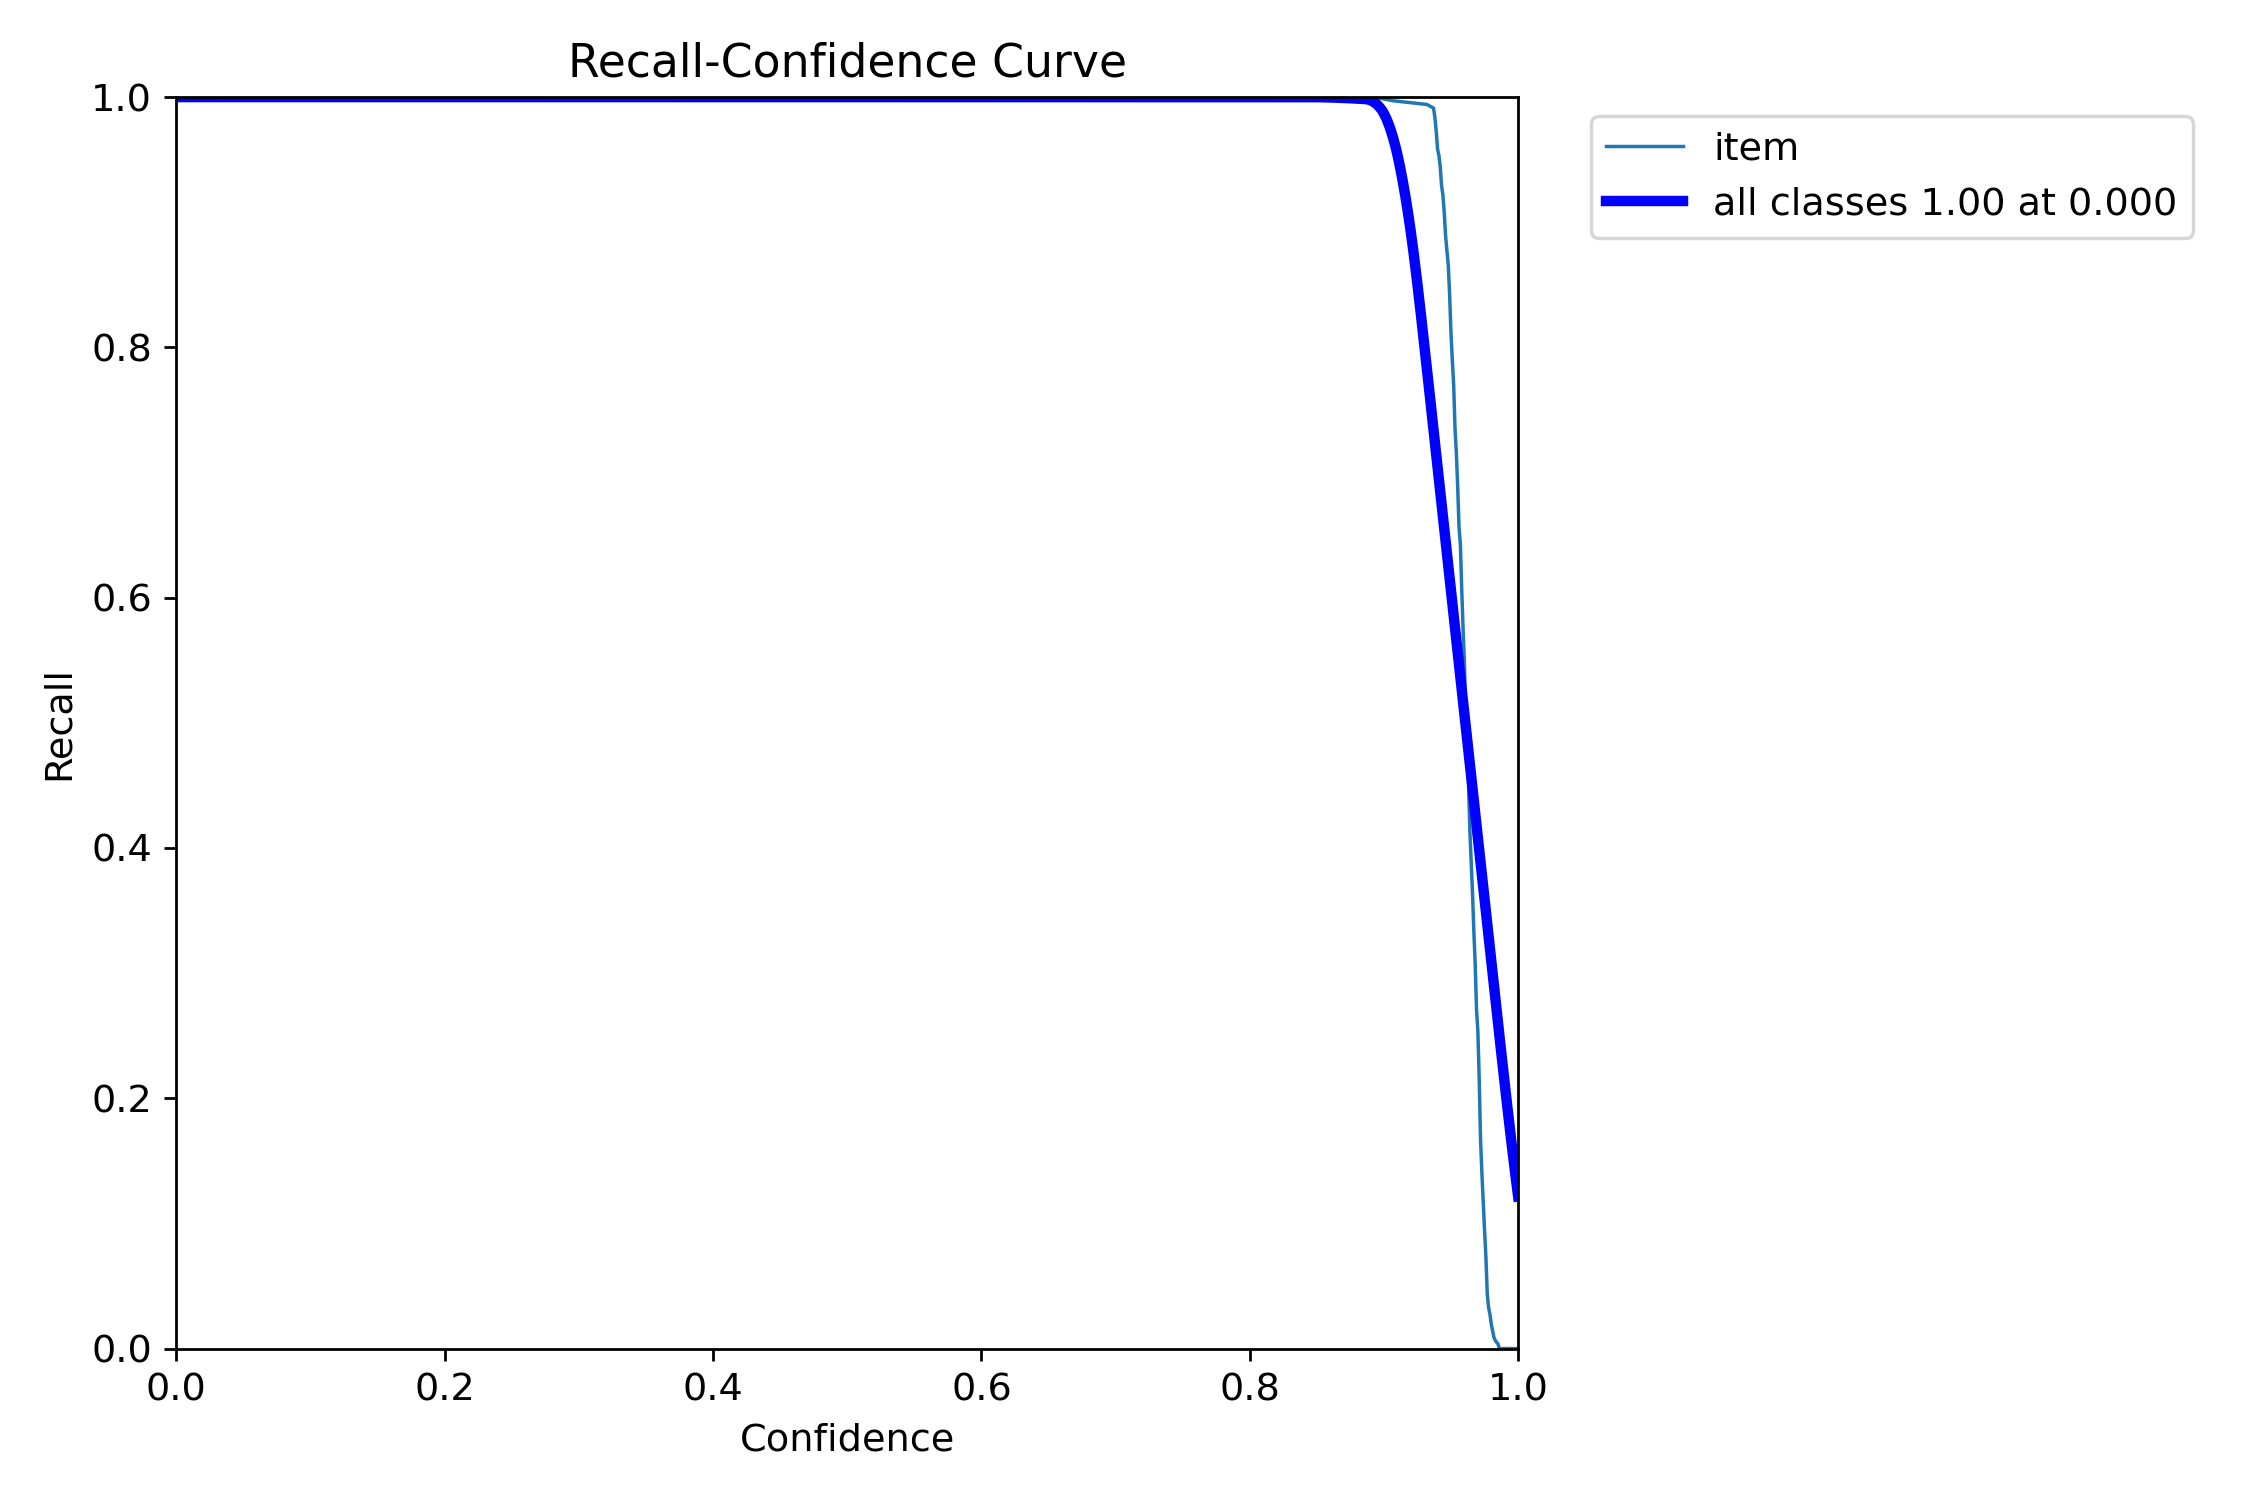 Recall-Confidence Curve
1.0
0.8
0.6
0.4
0.2
0.0
Recall
0.0 0.2 0.4 0.6 0.8 1.0
Confidence
item
all classes 1.00 at 0.000